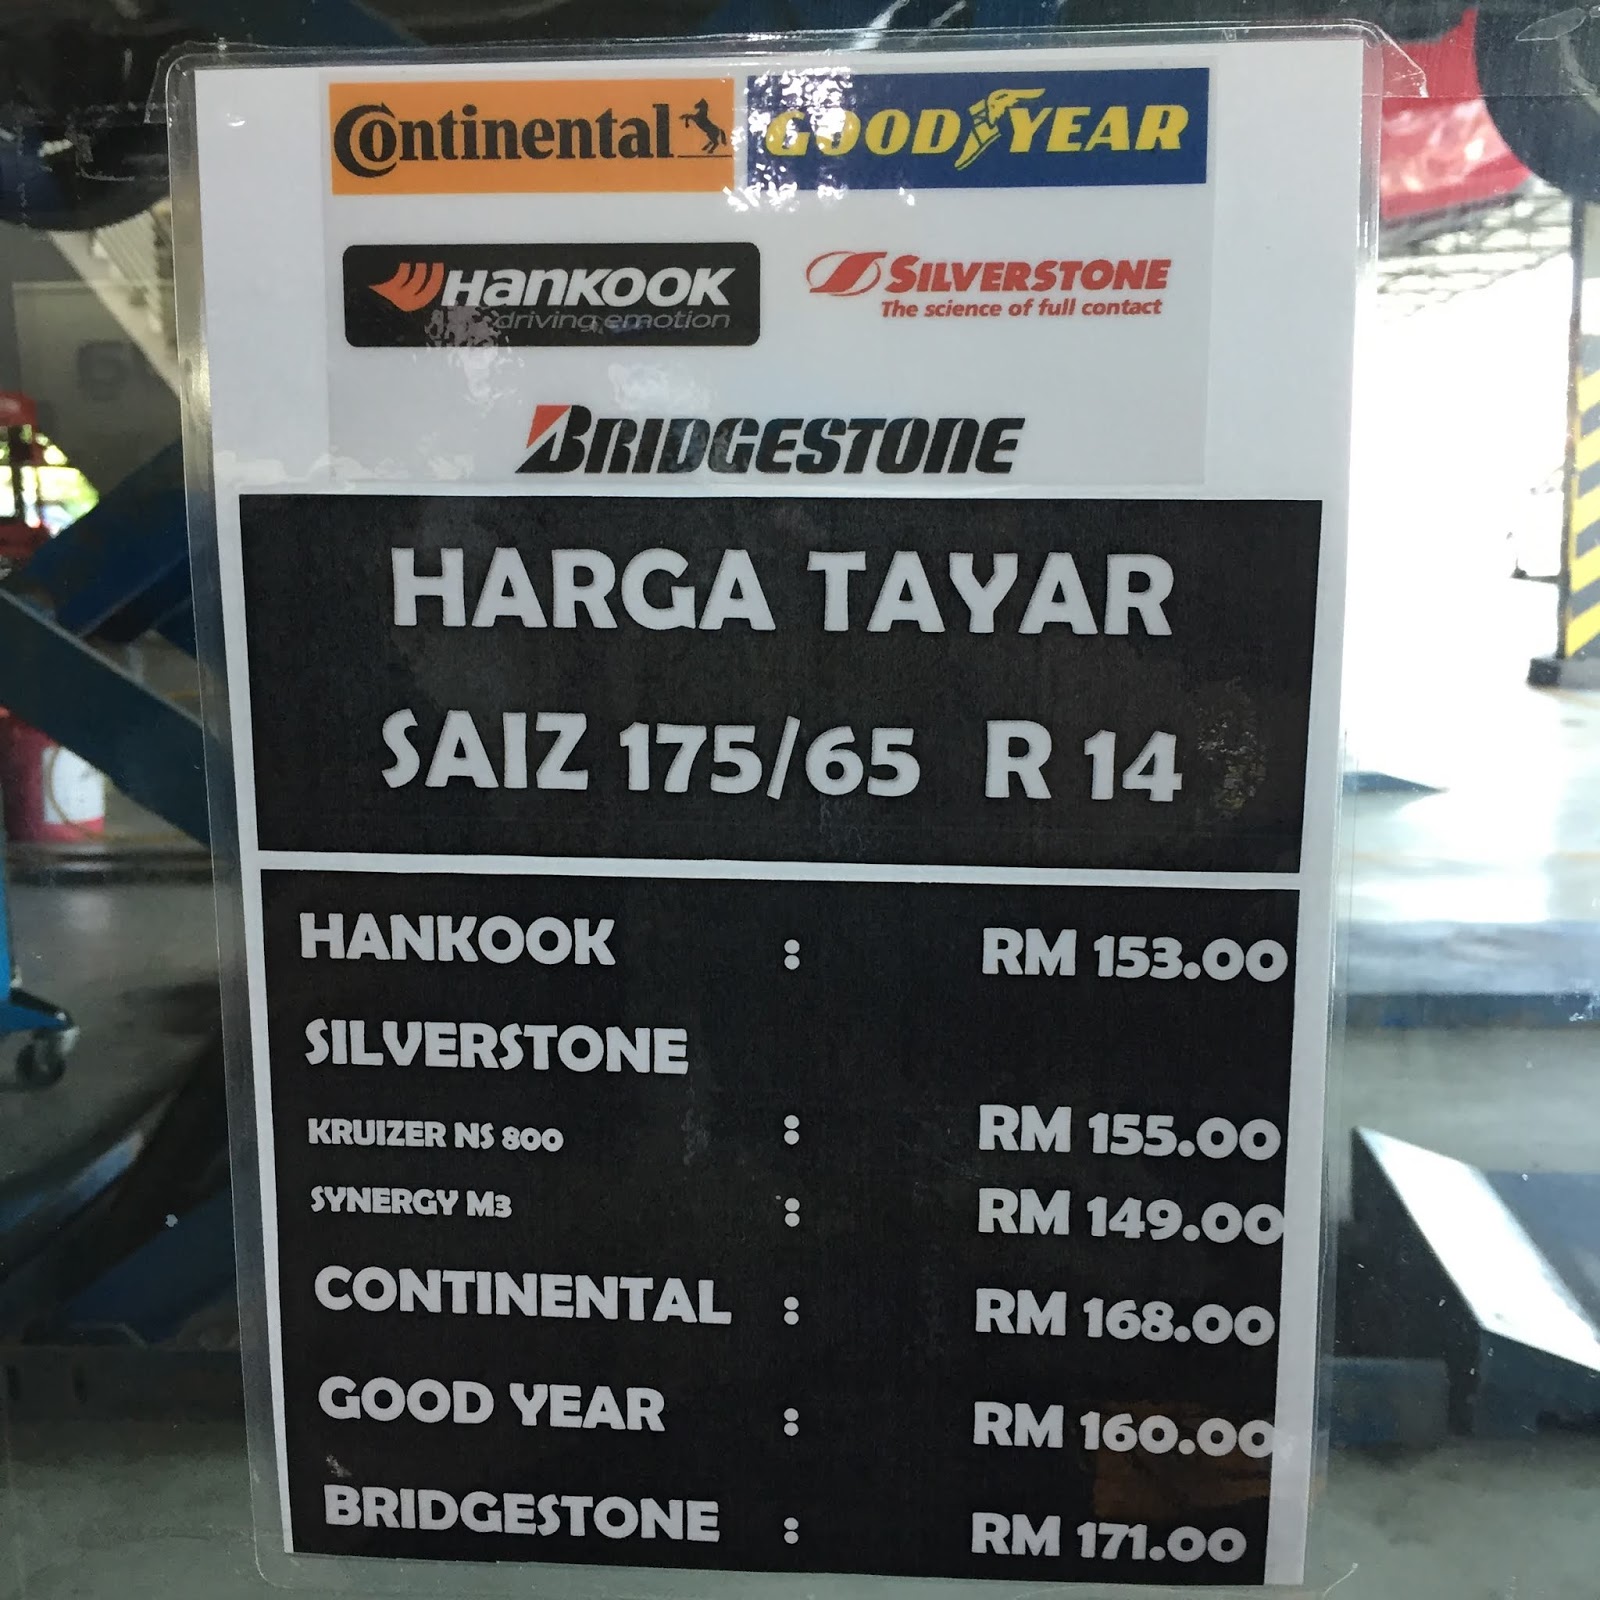 Continental GOODYEAR
HANKOOK SILVERSTONE
driving emotion The science of full contact
BRIDGESTONE
HARGA TAYAR
SAIZ 175/65 R 14
HANKOOK : RM 153.00
SILVERSTONE
KRUIZER NS 800 : RM 155.00
SYNERGY M3 : RM 149.00
CONTINENTAL : RM 168.00
GOOD YEAR : RM 160.00
BRIDGESTONE : RM 171.00